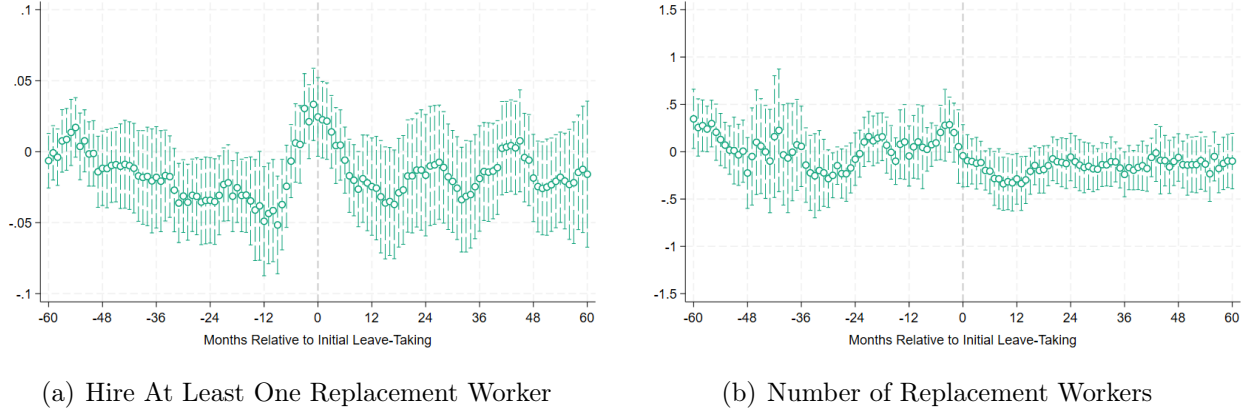 .1
.05
0
-.05
-.1
-60 -48 -36 -24 -12 0 12 24 36 48 60
Months Relative to Initial Leave-Taking
(a) Hire At Least One Replacement Worker
1.5
1
.5
0
-.5
-1
-1.5
-60 -48 -36 -24 -12 0 12 24 36 48 60
Months Relative to Initial Leave-Taking
(b) Number of Replacement Workers